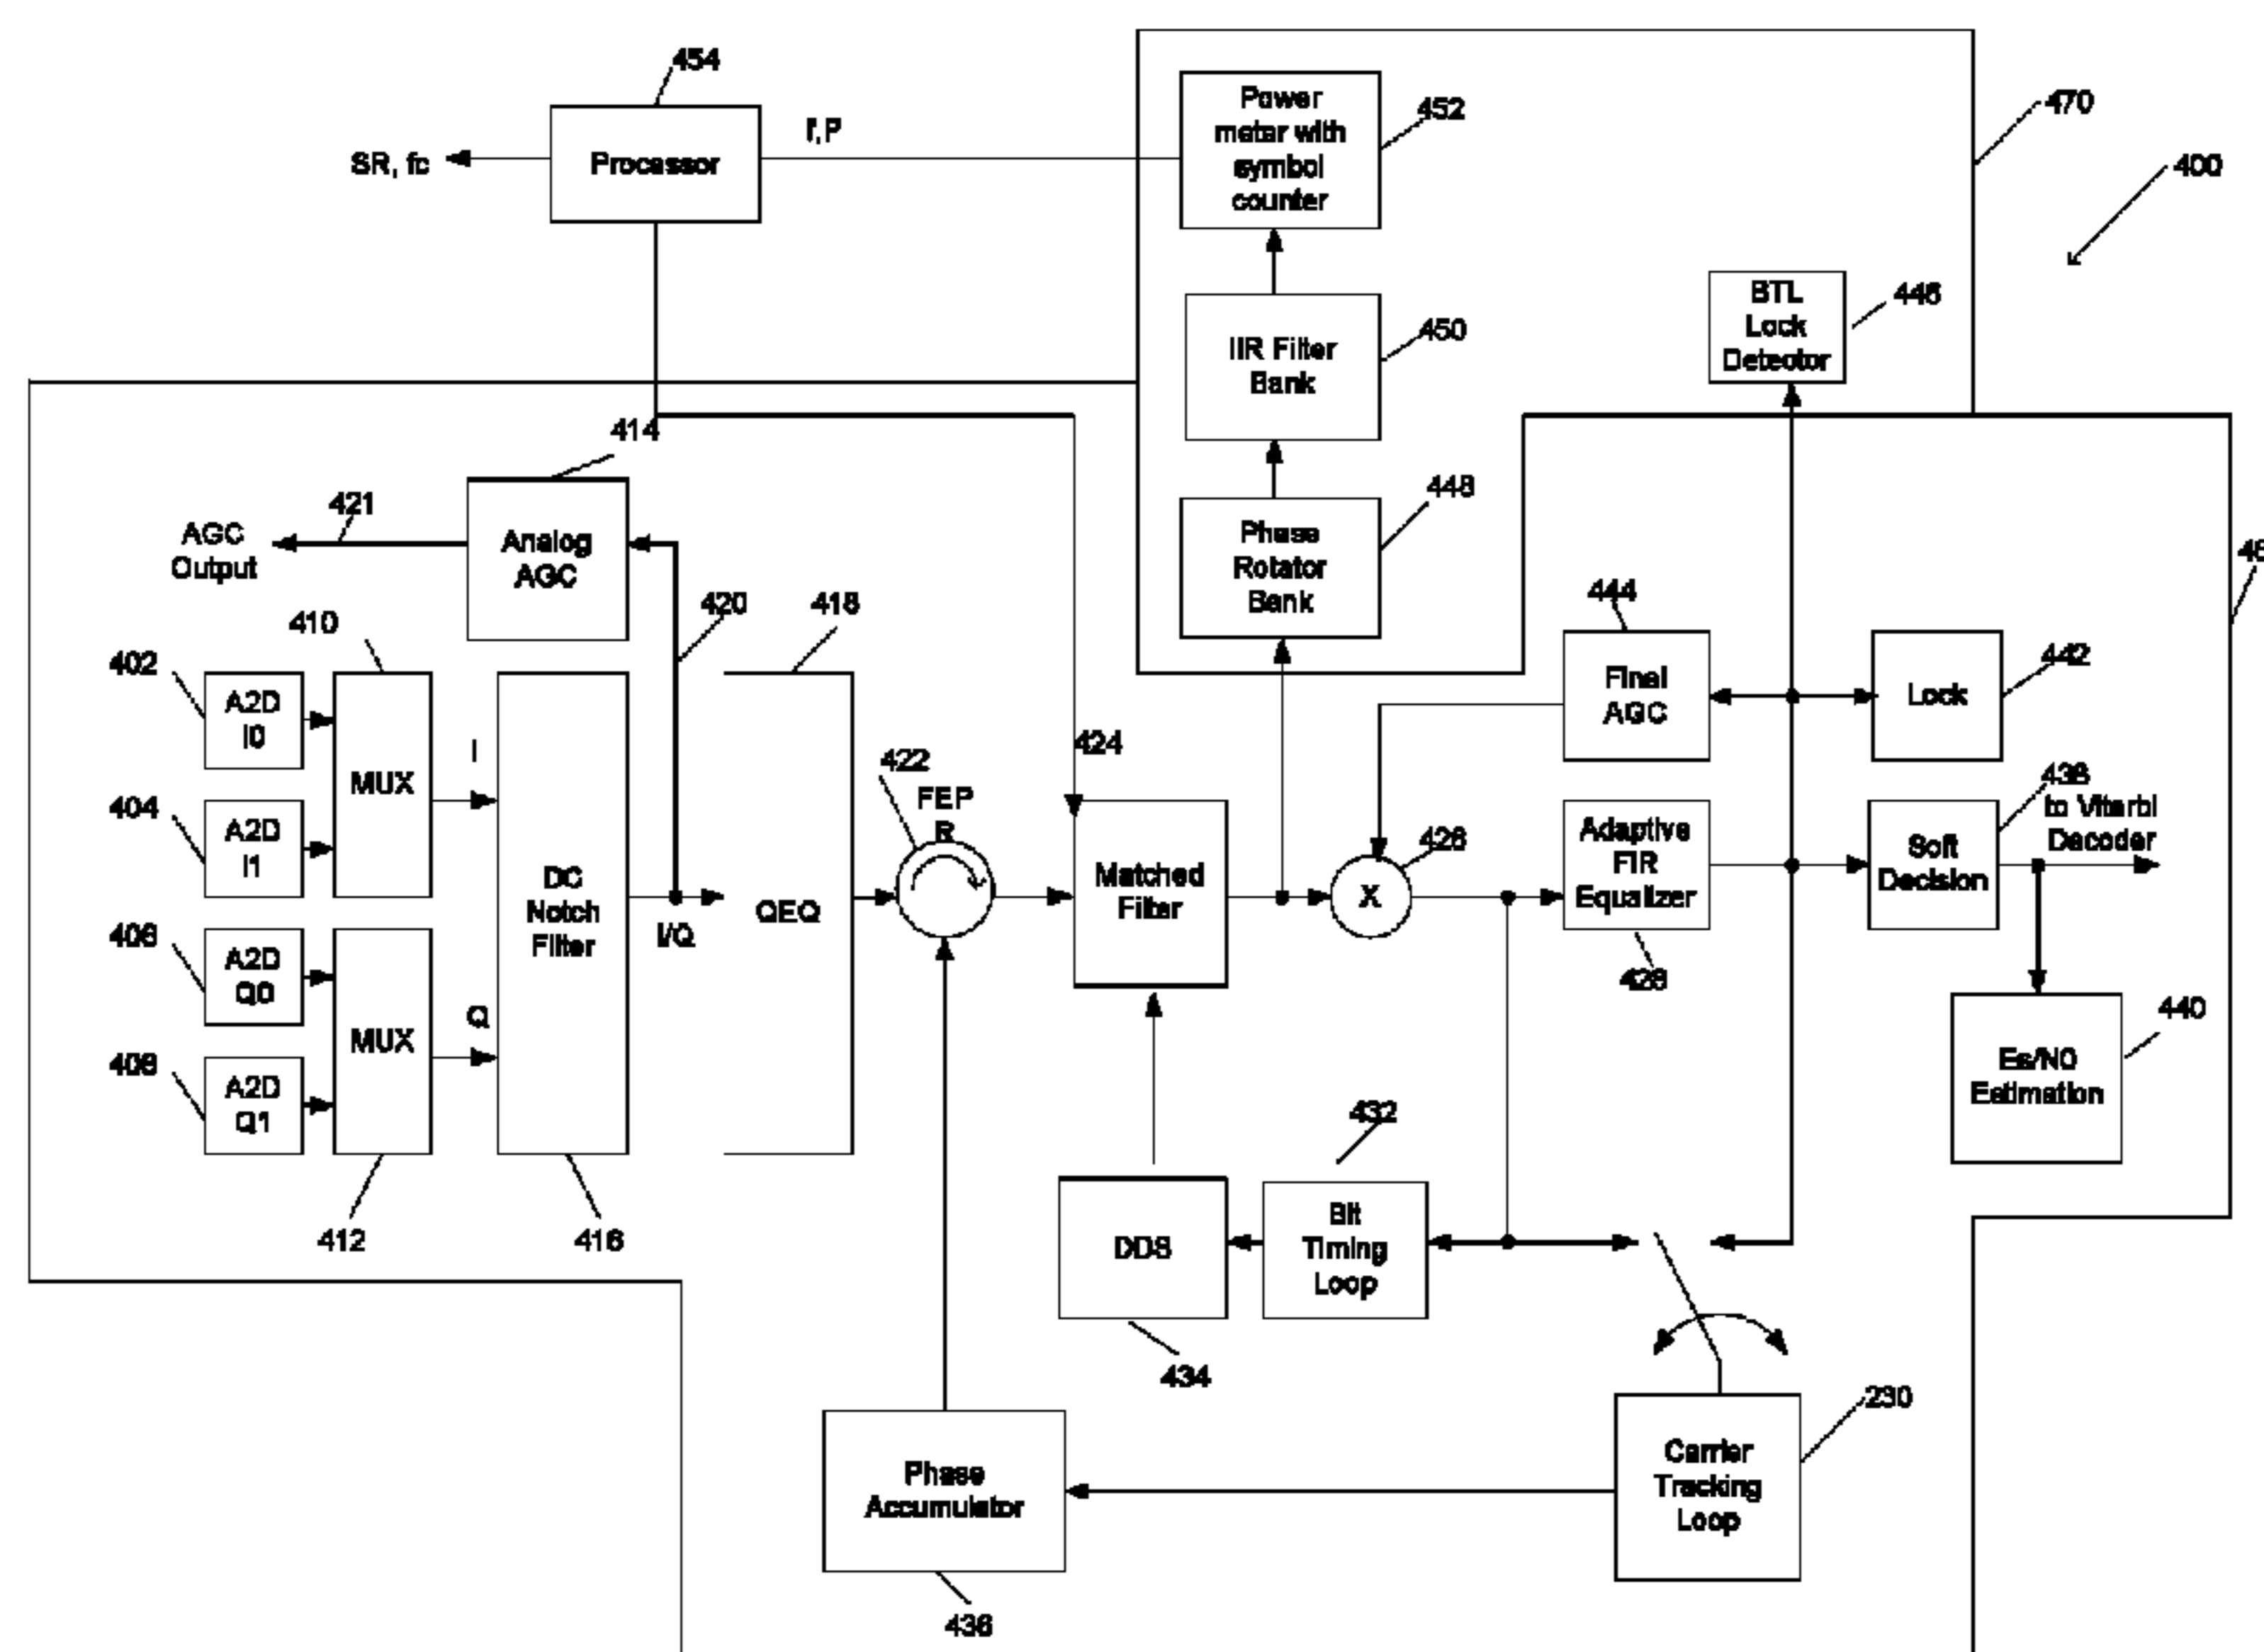 454
Processor
I',P
SR, fc
Power
meter with
symbol
counter
452
470
400
IIR Filter
Bank
450
BTL
Lock
Detector
446
414
Analog
AGC
421
AGC
Output
Phase
Rotator
Bank
448
420
418
410
402
A2D
I0
404
A2D
I1
406
A2D
Q0
408
A2D
Q1
MUX
MUX
412
I
Q
DC
Notch
Filter
416
I/Q
QEQ
422
FEP
R
424
Matched
Filter
X
426
444
Final
AGC
442
Lock
Adaptive
FIR
Equalizer
428
Soft
Decision
438
to Viterbi
Decoder
440
Es/N0
Estimation
432
Bit
Timing
Loop
DDS
434
Phase
Accumulator
436
Carrier
Tracking
Loop
230